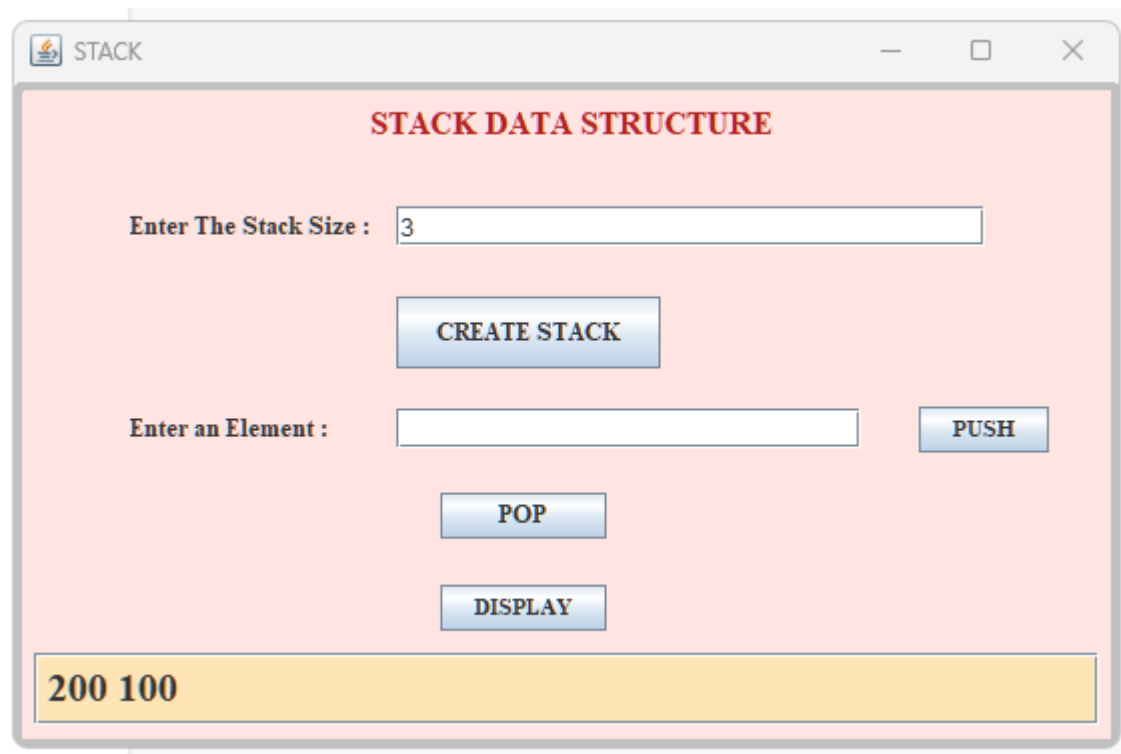 STACK
STACK DATA STRUCTURE
Enter The Stack Size : 3
CREATE STACK
Enter an Element : PUSH
POP
DISPLAY
200 100